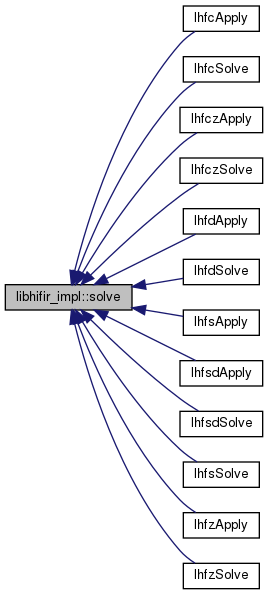 lhfcApply
lhfcSolve
lhfczApply
lhfczSolve
lhfdApply
lhfdSolve
libhifir_impl::solve
lhfsApply
lhfsdApply
lhfsdSolve
lhfsSolve
lhfzApply
lhfzSolve